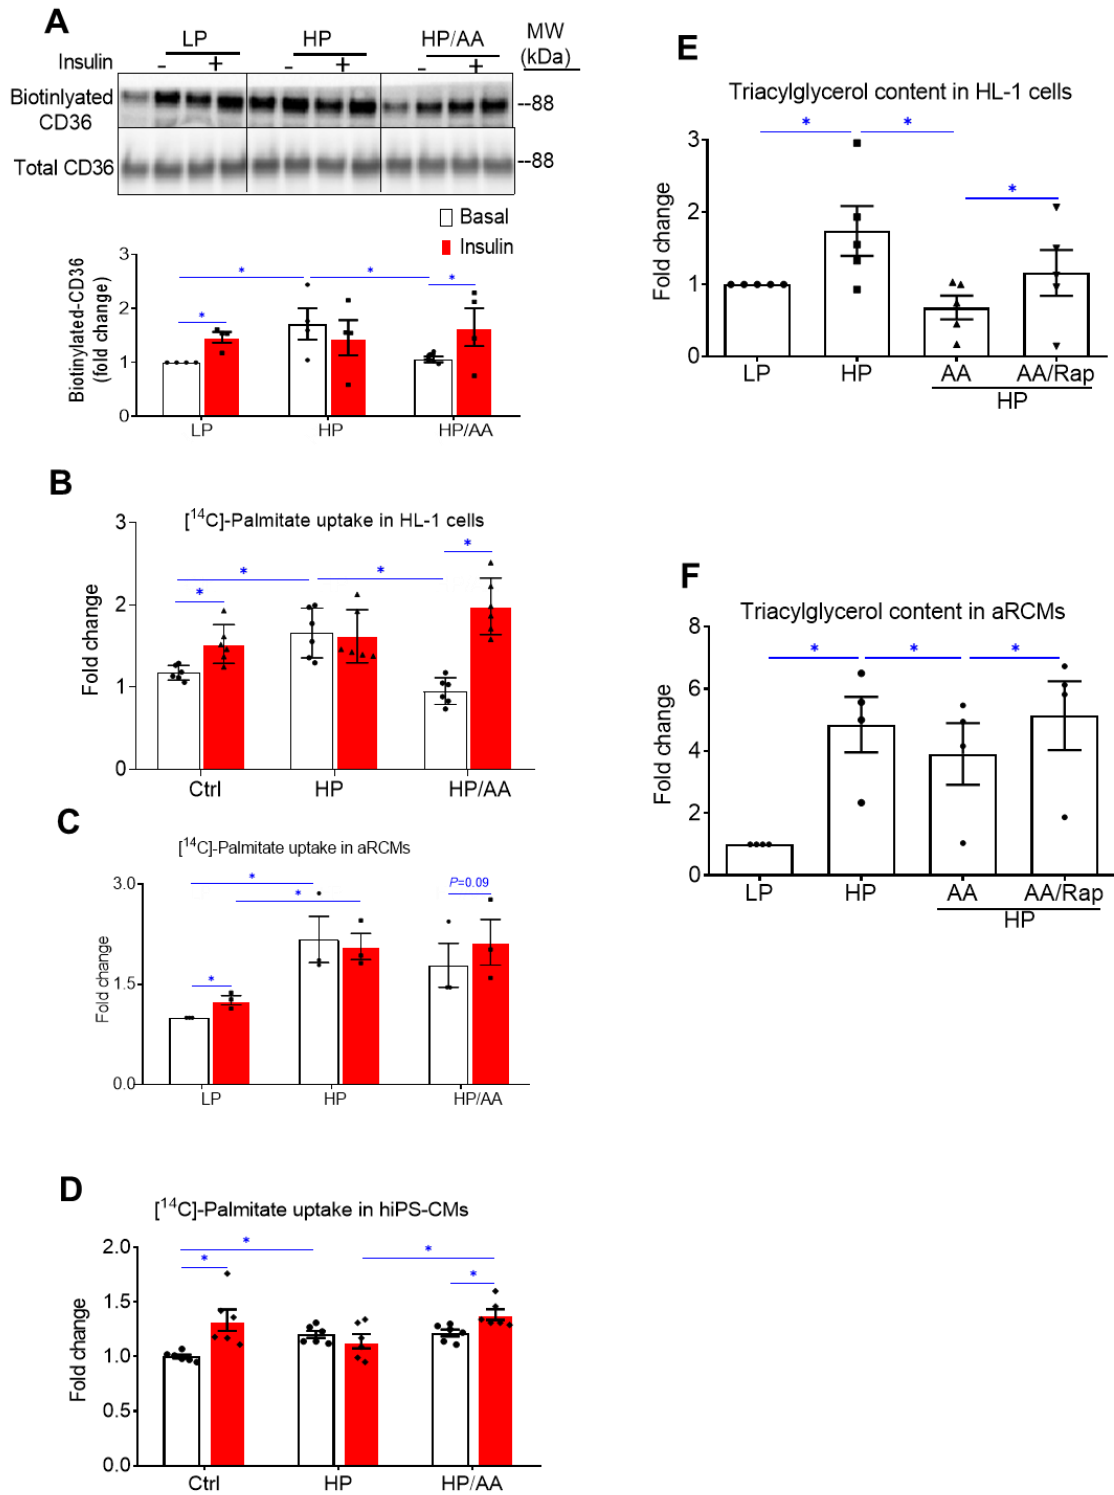 A
LP HP HP/AA MW
(kDa)
Insulin - + - + - +
Biotinlyated
CD36
--88
Total CD36
--88
Basal
Insulin
Biotinylated-CD36
(fold change)
3
2
1
0
* * * *
LP HP HP/AA
B
[¹⁴C]-Palmitate uptake in HL-1 cells
Fold change
3
2
1
0
* * * *
Ctrl HP HP/AA
C
[¹⁴C]-Palmitate uptake in aRCMs
Fold change
3.0
1.5
0.0
* * * P=0.09
LP HP HP/AA
D
[¹⁴C]-Palmitate uptake in hiPS-CMs
Fold change
2.0
1.5
1.0
0.5
0.0
* * * *
Ctrl HP HP/AA
E
Triacylglycerol content in HL-1 cells
Fold change
3
2
1
0
* * *
LP HP AA AA/Rap
HP
F
Triacylglycerol content in aRCMs
Fold change
8
6
4
2
0
* * *
LP HP AA AA/Rap
HP